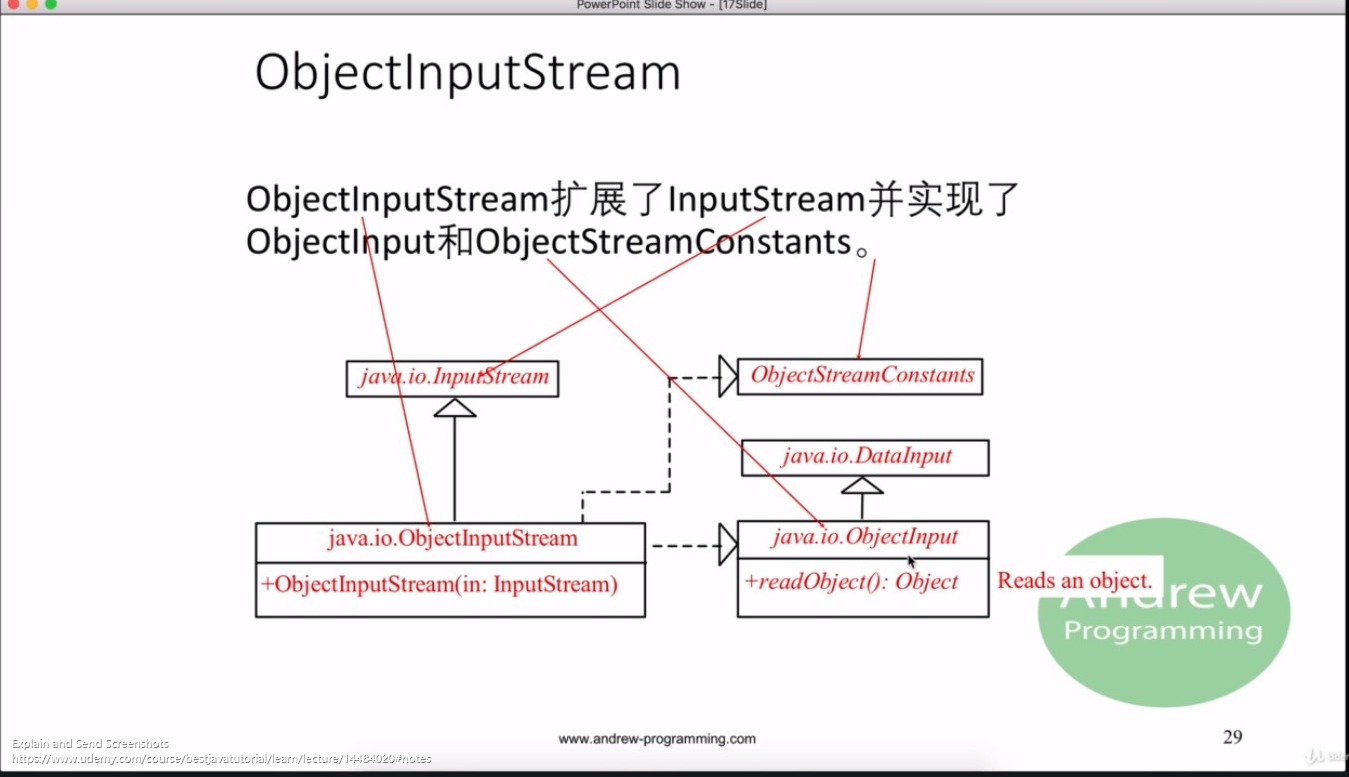 PowerPoint Slide Show - [17Slide]
ObjectInputStream
ObjectInputStream扩展了InputStream并实现了
ObjectInput和ObjectStreamConstants。
java.io.InputStream
ObjectStreamConstants
java.io.DataInput
java.io.ObjectInputStream
java.io.ObjectInput
+ObjectInputStream(in: InputStream)
+readObject(): Object
Reads an object.
Andrew
Programming
www.andrew-programming.com
29
Explain and Send Screenshots
https://www.udemy.com/course/bestjavatutorial/learn/lecture/14484020#notes